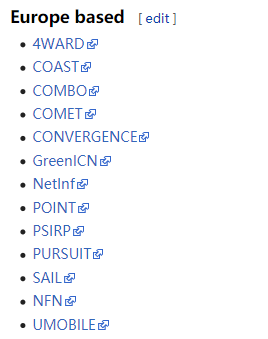 Europe based [ edit ]
4WARD
COAST
COMBO
COMET
CONVERGENCE
GreenICN
NetInf
POINT
PSIRP
PURSUIT
SAIL
NFN
UMOBILE